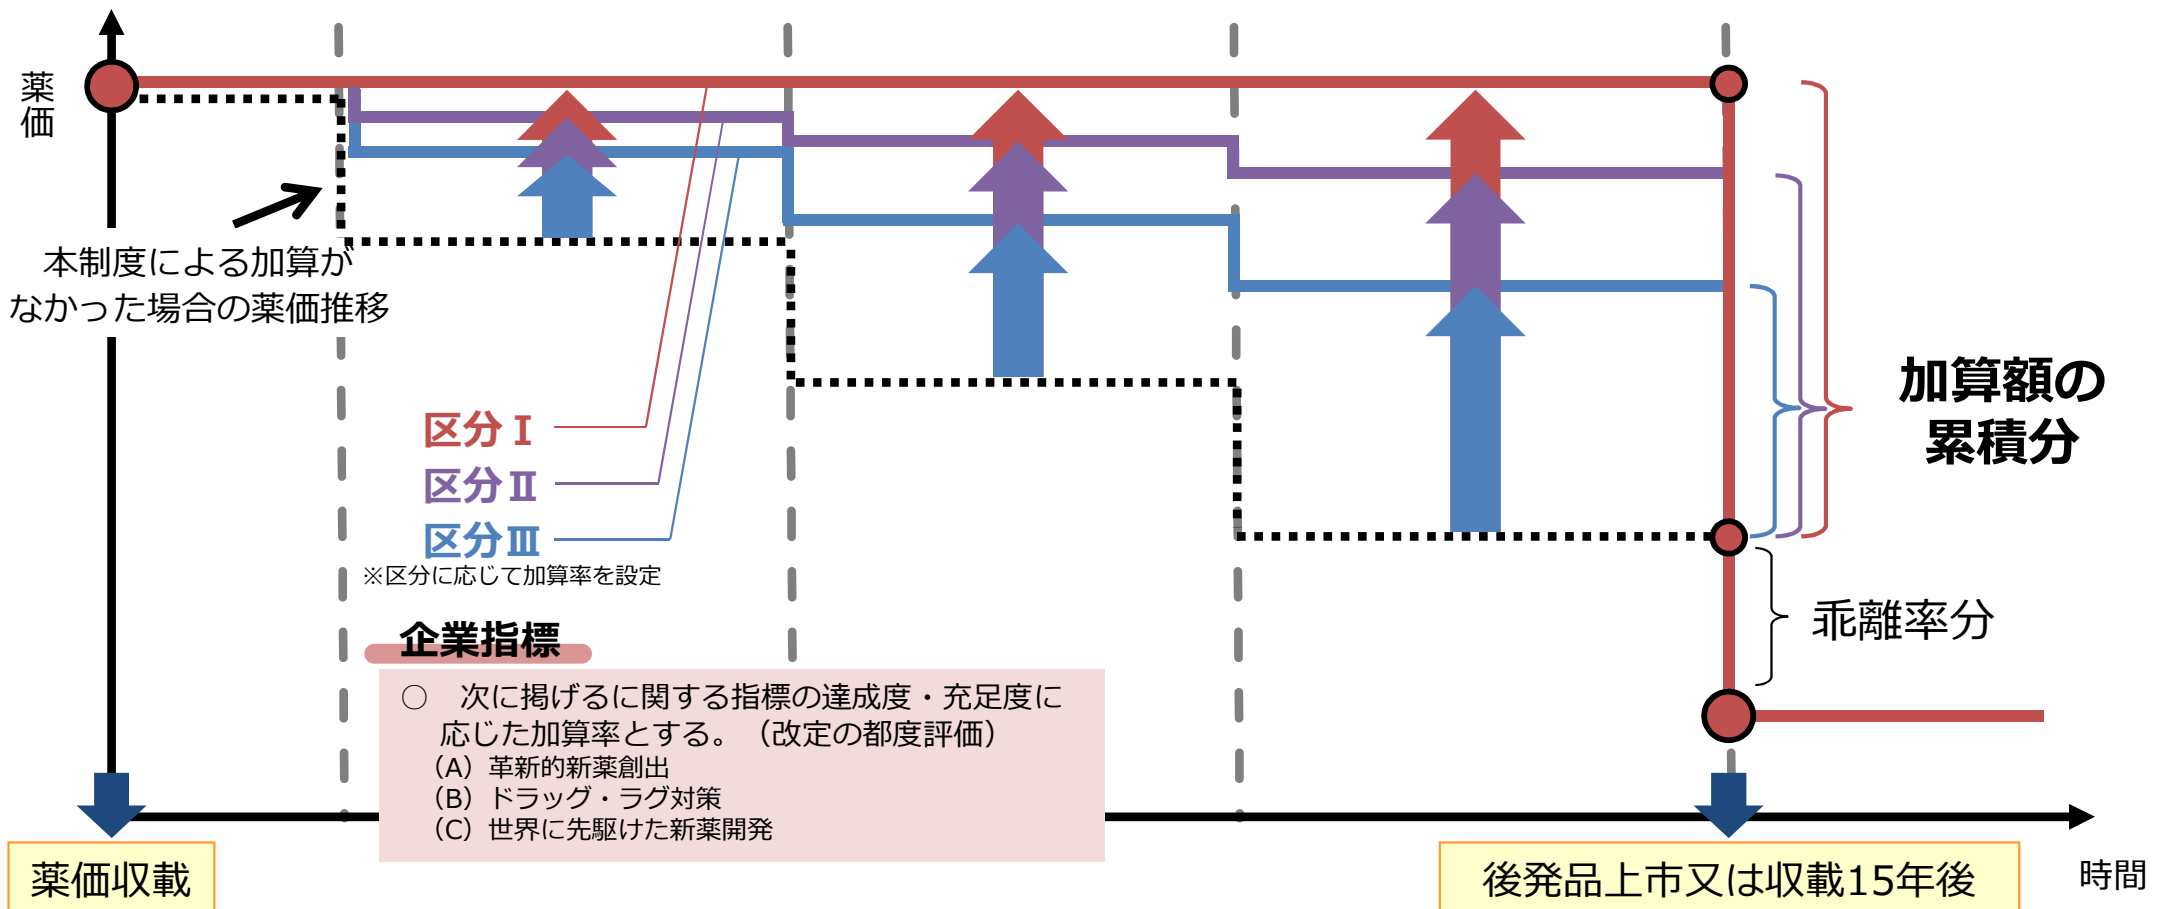 薬価
本制度による加算が
なかった場合の薬価推移
区分Ⅰ
区分Ⅱ
区分Ⅲ
※区分に応じて加算率を設定
加算額の
累積分
乖離率分
企業指標
○ 次に掲げるに関する指標の達成度・充足度に
応じた加算率とする。（改定の都度評価）
（A）革新的新薬創出
（B）ドラッグ・ラグ対策
（C）世界に先駆けた新薬開発
薬価収載
後発品上市又は収載15年後
時間